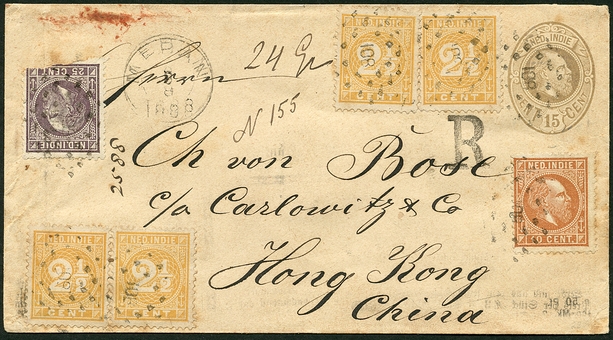 NED. INDIE
15 CENT
NED. INDIE
2½
CENT
NED. INDIE
2½
CENT
24 Gr
Herrn
NED. INDIE
25 CENT.
MEDAN
8
1888
N 155
R
2588
Ch von Bose
c/o Carlowitz & Co
Hong Kong
China
NED. INDIE
CENT.
NED. INDIE
2½
CENT
NED. INDIE
2½
CENT